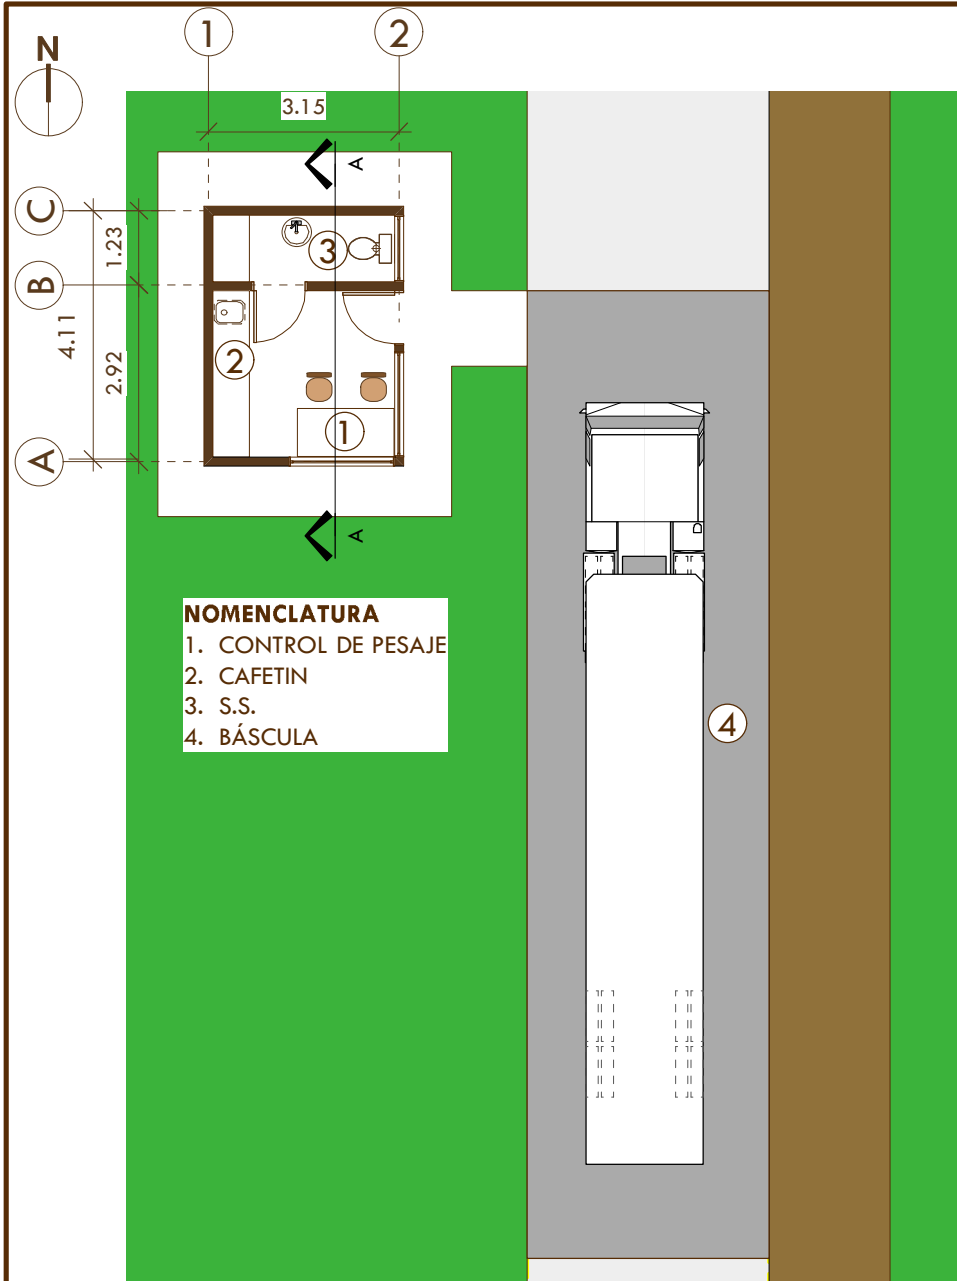 1
2
N
3.15
A
C
1.23
3
B
4.11
2.92
2
1
A
A
D
NOMENCLATURA
1. CONTROL DE PESAJE
2. CAFETIN
3. S.S.
4. BÁSCULA
4